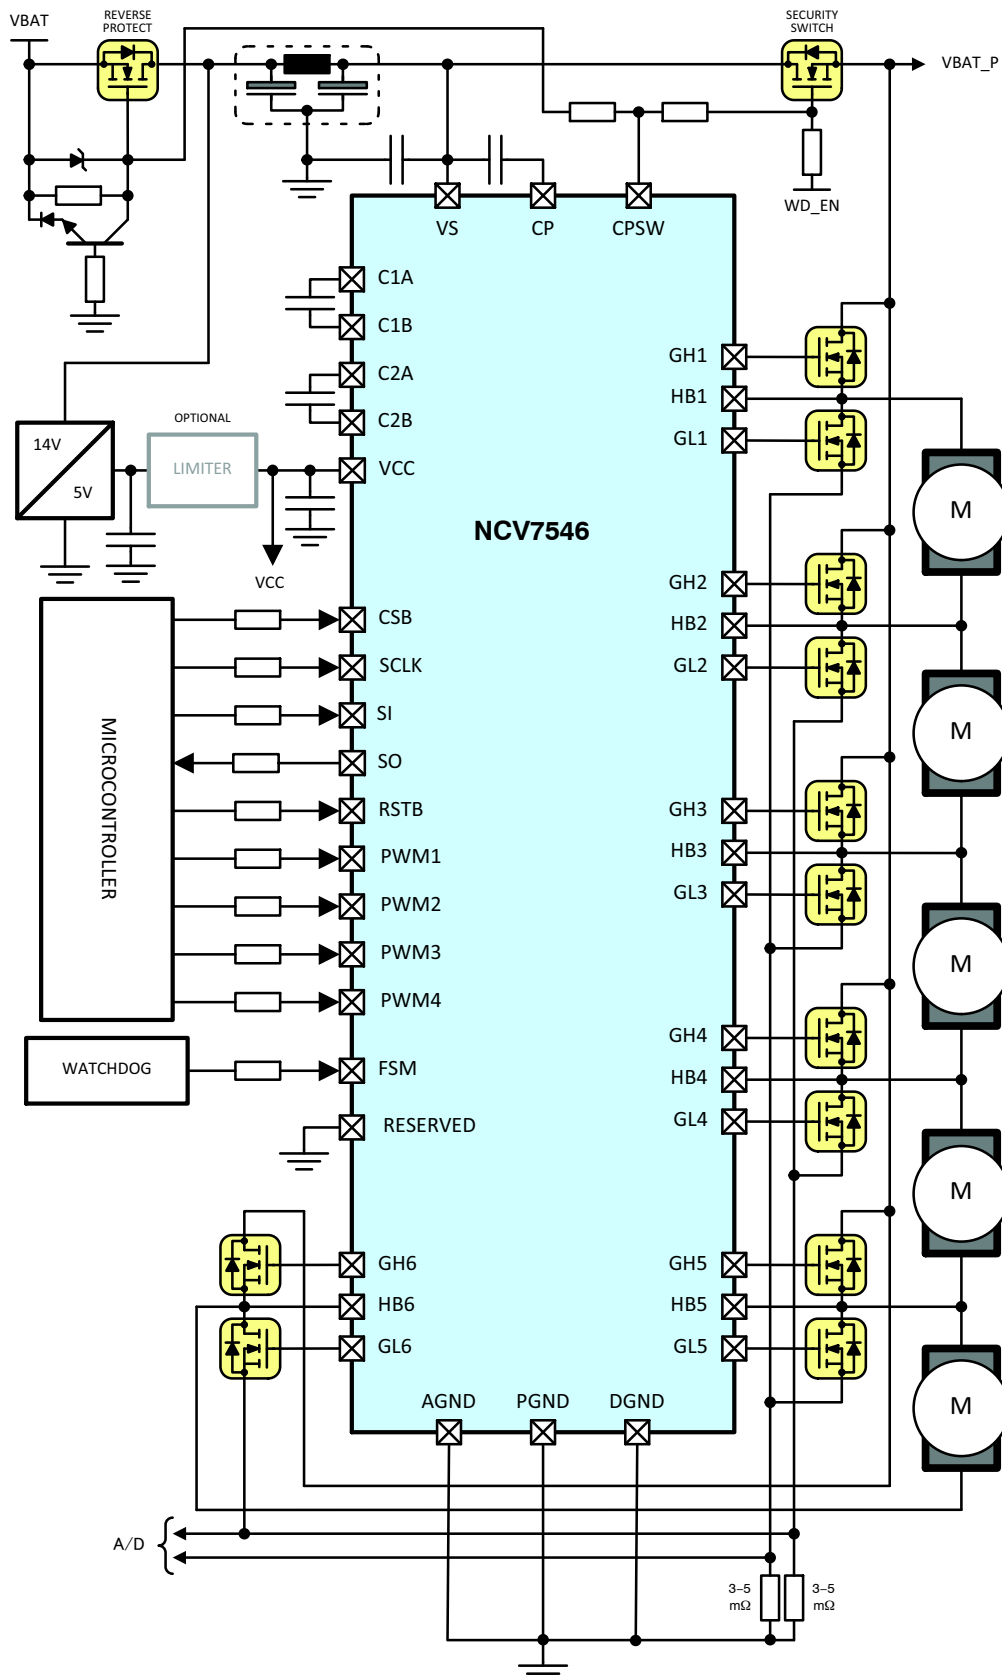 VBAT
REVERSE
PROTECT
SECURITY
SWITCH
VBAT_P
WD_EN
VS
CP
CPSW
C1A
C1B
C2A
C2B
VCC
GH1
HB1
GL1
14V
5V
OPTIONAL
LIMITER
VCC
NCV7546
M
GH2
HB2
GL2
MICROCONTROLLER
CSB
SCLK
SI
SO
RSTB
PWM1
PWM2
PWM3
PWM4
M
GH3
HB3
GL3
M
GH4
HB4
GL4
WATCHDOG
FSM
RESERVED
M
GH6
HB6
GL6
GH5
HB5
GL5
M
AGND
PGND
DGND
A/D
3–5
mΩ
3–5
mΩ